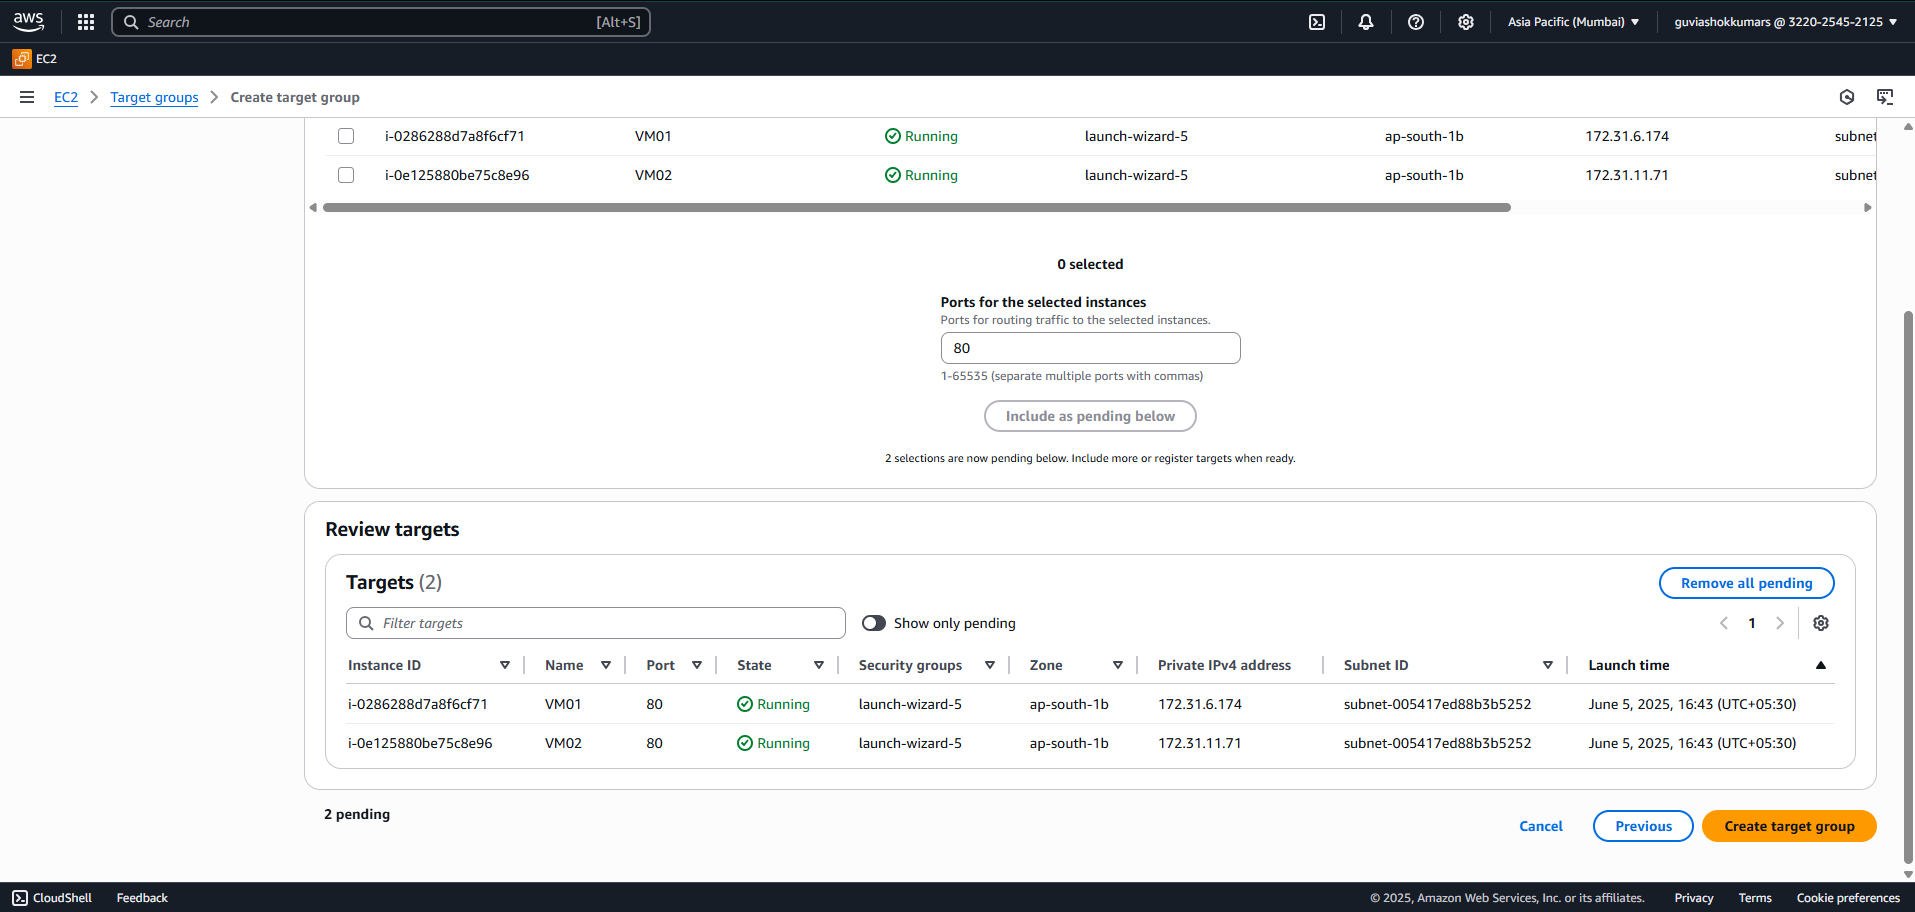 aws Search [Alt+S] Asia Pacific (Mumbai) guviashokkumars @ 3220-2545-2125
EC2
EC2 Target groups Create target group
i-0286288d7a8f6cf71 VM01 Running launch-wizard-5 ap-south-1b 172.31.6.174 subnet
i-0e125880be75c8e96 VM02 Running launch-wizard-5 ap-south-1b 172.31.11.71 subnet
0 selected
Ports for the selected instances
Ports for routing traffic to the selected instances.
80
1-65535 (separate multiple ports with commas)
Include as pending below
2 selections are now pending below. Include more or register targets when ready.
Review targets
Targets (2) Remove all pending
Filter targets Show only pending 1
Instance ID Name Port State Security groups Zone Private IPv4 address Subnet ID Launch time
i-0286288d7a8f6cf71 VM01 80 Running launch-wizard-5 ap-south-1b 172.31.6.174 subnet-005417ed88b3b5252 June 5, 2025, 16:43 (UTC+05:30)
i-0e125880be75c8e96 VM02 80 Running launch-wizard-5 ap-south-1b 172.31.11.71 subnet-005417ed88b3b5252 June 5, 2025, 16:43 (UTC+05:30)
2 pending
Cancel Previous Create target group
CloudShell Feedback © 2025, Amazon Web Services, Inc. or its affiliates. Privacy Terms Cookie preferences